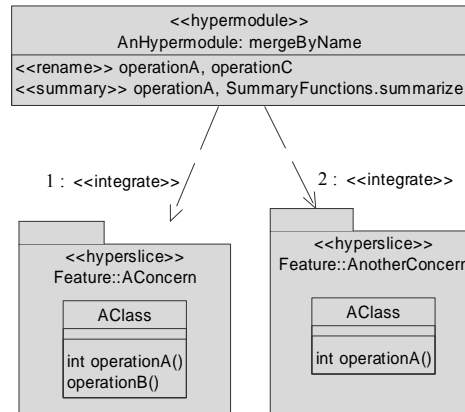 <<hypermodule>>
AnHypermodule: mergeByName
<<rename>> operationA, operationC
<<summary>> operationA, SummaryFunctions.summarize
1 : <<integrate>>
2 : <<integrate>>
<<hyperslice>>
Feature::AConcern
AClass
int operationA()
operationB()
<<hyperslice>>
Feature::AnotherConcern
AClass
int operationA()